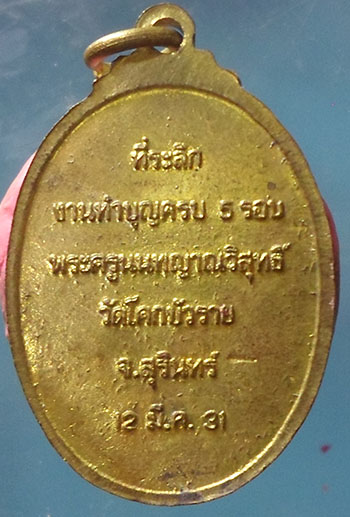 ที่ระลึก
งานทำบุญครบ ๕ รอบ
พระครูนนทญาณวิสุทธิ์
วัดโคกบัวราย
จ.สุรินทร์
๒ มี.ค. ๓๑